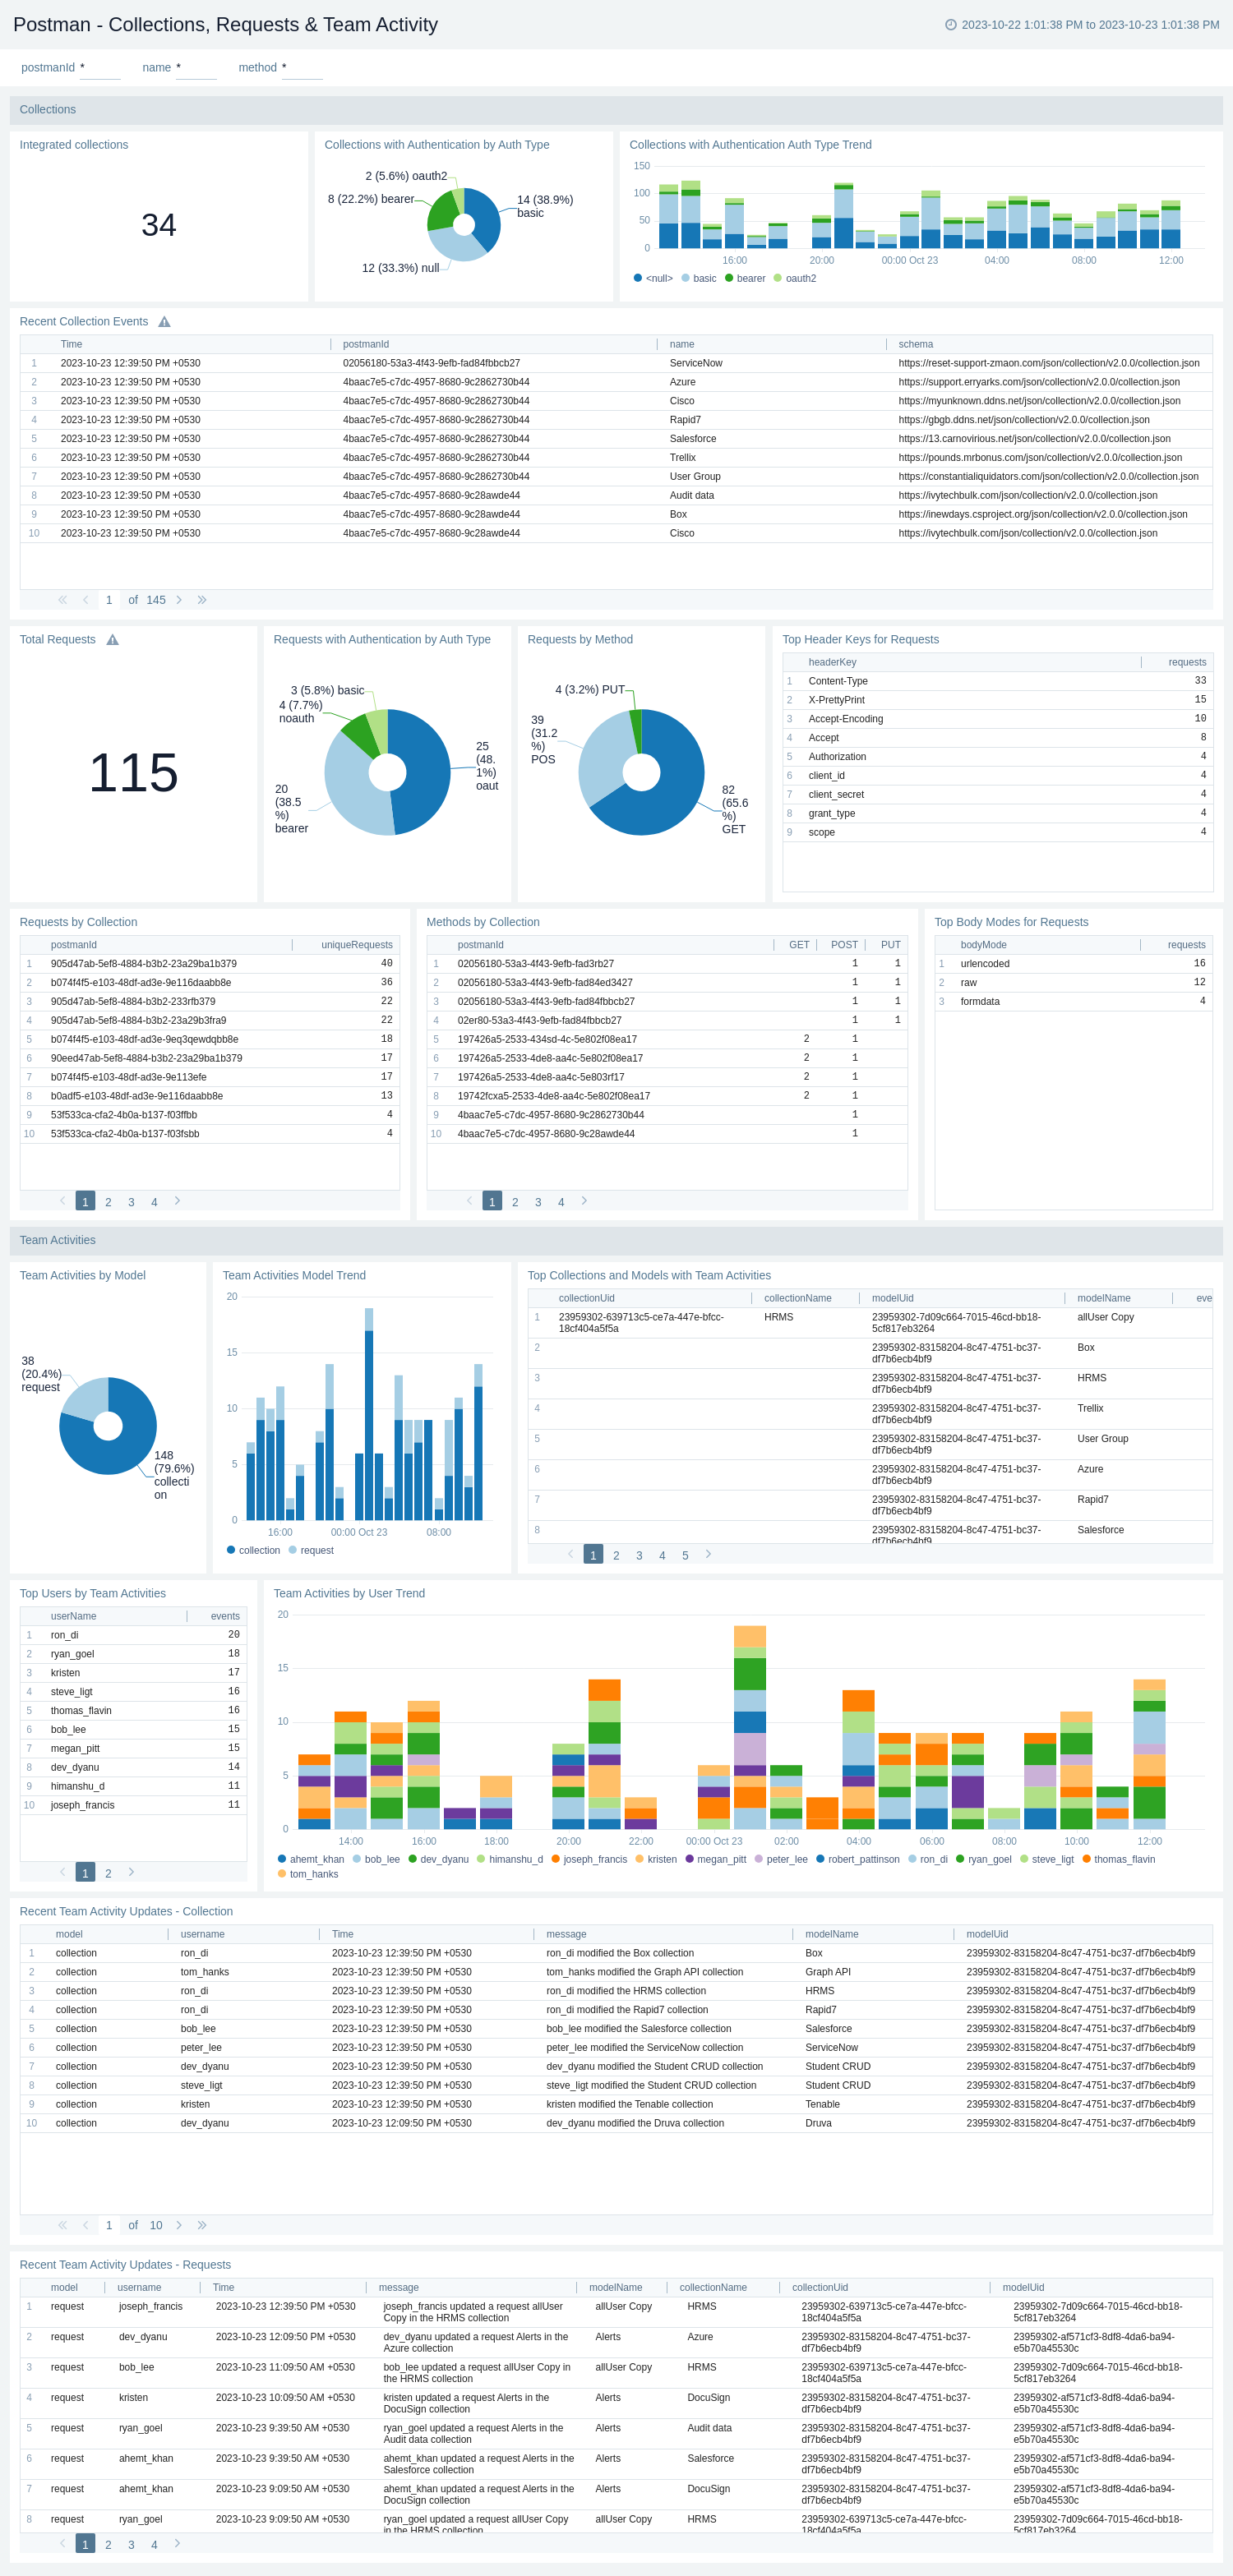 Postman - Collections, Requests & Team Activity
2023-10-22 1:01:38 PM to 2023-10-23 1:01:38 PM
postmanId * name * method *
Collections
Integrated collections
34
Collections with Authentication by Auth Type
2 (5.6%) oauth2
8 (22.2%) bearer
14 (38.9%)
basic
12 (33.3%) null
Collections with Authentication Auth Type Trend
150
100
50
0
16:00 20:00 00:00 Oct 23 04:00 08:00 12:00
<null> basic bearer oauth2
Recent Collection Events
Time postmanId name schema
1 2023-10-23 12:39:50 PM +0530 02056180-53a3-4f43-9efb-fad84fbbcb27 ServiceNow https://reset-support-zmaon.com/json/collection/v2.0.0/collection.json
2 2023-10-23 12:39:50 PM +0530 4baac7e5-c7dc-4957-8680-9c2862730b44 Azure https://support.erryarks.com/json/collection/v2.0.0/collection.json
3 2023-10-23 12:39:50 PM +0530 4baac7e5-c7dc-4957-8680-9c2862730b44 Cisco https://myunknown.ddns.net/json/collection/v2.0.0/collection.json
4 2023-10-23 12:39:50 PM +0530 4baac7e5-c7dc-4957-8680-9c2862730b44 Rapid7 https://gbgb.ddns.net/json/collection/v2.0.0/collection.json
5 2023-10-23 12:39:50 PM +0530 4baac7e5-c7dc-4957-8680-9c2862730b44 Salesforce https://13.carnovirious.net/json/collection/v2.0.0/collection.json
6 2023-10-23 12:39:50 PM +0530 4baac7e5-c7dc-4957-8680-9c2862730b44 Trellix https://pounds.mrbonus.com/json/collection/v2.0.0/collection.json
7 2023-10-23 12:39:50 PM +0530 4baac7e5-c7dc-4957-8680-9c2862730b44 User Group https://constantialiquidators.com/json/collection/v2.0.0/collection.json
8 2023-10-23 12:39:50 PM +0530 4baac7e5-c7dc-4957-8680-9c28awde44 Audit data https://ivytechbulk.com/json/collection/v2.0.0/collection.json
9 2023-10-23 12:39:50 PM +0530 4baac7e5-c7dc-4957-8680-9c28awde44 Box https://inewdays.csproject.org/json/collection/v2.0.0/collection.json
10 2023-10-23 12:39:50 PM +0530 4baac7e5-c7dc-4957-8680-9c28awde44 Cisco https://ivytechbulk.com/json/collection/v2.0.0/collection.json
1 of 145
Total Requests
115
Requests with Authentication by Auth Type
3 (5.8%) basic
4 (7.7%)
noauth
25
(48.
1%)
oaut
20
(38.5
%)
bearer
Requests by Method
4 (3.2%) PUT
39
(31.2
%)
POS
82
(65.6
%)
GET
Top Header Keys for Requests
headerKey requests
1 Content-Type 33
2 X-PrettyPrint 15
3 Accept-Encoding 10
4 Accept 8
5 Authorization 4
6 client_id 4
7 client_secret 4
8 grant_type 4
9 scope 4
Requests by Collection
postmanId uniqueRequests
1 905d47ab-5ef8-4884-b3b2-23a29ba1b379 40
2 b074f4f5-e103-48df-ad3e-9e116daabb8e 36
3 905d47ab-5ef8-4884-b3b2-233rfb379 22
4 905d47ab-5ef8-4884-b3b2-23a29b3fra9 22
5 b074f4f5-e103-48df-ad3e-9eq3qewdqbb8e 18
6 90eed47ab-5ef8-4884-b3b2-23a29ba1b379 17
7 b074f4f5-e103-48df-ad3e-9e113efe 17
8 b0adf5-e103-48df-ad3e-9e116daabb8e 13
9 53f533ca-cfa2-4b0a-b137-f03ffbb 4
10 53f533ca-cfa2-4b0a-b137-f03fsbb 4
1 2 3 4
Methods by Collection
postmanId GET POST PUT
1 02056180-53a3-4f43-9efb-fad3rb27 1 1
2 02056180-53a3-4f43-9efb-fad84ed3427 1 1
3 02056180-53a3-4f43-9efb-fad84fbbcb27 1 1
4 02er80-53a3-4f43-9efb-fad84fbbcb27 1 1
5 197426a5-2533-434sd-4c-5e802f08ea17 2 1
6 197426a5-2533-4de8-aa4c-5e802f08ea17 2 1
7 197426a5-2533-4de8-aa4c-5e803rf17 2 1
8 19742fcxa5-2533-4de8-aa4c-5e802f08ea17 2 1
9 4baac7e5-c7dc-4957-8680-9c2862730b44 1
10 4baac7e5-c7dc-4957-8680-9c28awde44 1
1 2 3 4
Top Body Modes for Requests
bodyMode requests
1 urlencoded 16
2 raw 12
3 formdata 4
Team Activities
Team Activities by Model
38
(20.4%)
request
148
(79.6%)
collecti
on
Team Activities Model Trend
20
15
10
5
0
16:00 00:00 Oct 23 08:00
collection request
Top Collections and Models with Team Activities
collectionUid collectionName modelUid modelName eve
1 23959302-639713c5-ce7a-447e-bfcc- HRMS 23959302-7d09c664-7015-46cd-bb18- allUser Copy
18cf404a5f5a 5cf817eb3264
2 23959302-83158204-8c47-4751-bc37- Box
df7b6ecb4bf9
3 23959302-83158204-8c47-4751-bc37- HRMS
df7b6ecb4bf9
4 23959302-83158204-8c47-4751-bc37- Trellix
df7b6ecb4bf9
5 23959302-83158204-8c47-4751-bc37- User Group
df7b6ecb4bf9
6 23959302-83158204-8c47-4751-bc37- Azure
df7b6ecb4bf9
7 23959302-83158204-8c47-4751-bc37- Rapid7
df7b6ecb4bf9
8 23959302-83158204-8c47-4751-bc37- Salesforce
df7b6ecb4bf9
1 2 3 4 5
Top Users by Team Activities
userName events
1 ron_di 20
2 ryan_goel 18
3 kristen 17
4 steve_ligt 16
5 thomas_flavin 16
6 bob_lee 15
7 megan_pitt 15
8 dev_dyanu 14
9 himanshu_d 11
10 joseph_francis 11
1 2
Team Activities by User Trend
20
15
10
5
0
14:00 16:00 18:00 20:00 22:00 00:00 Oct 23 02:00 04:00 06:00 08:00 10:00 12:00
ahemt_khan bob_lee dev_dyanu himanshu_d joseph_francis kristen megan_pitt peter_lee robert_pattinson ron_di ryan_goel steve_ligt thomas_flavin
tom_hanks
Recent Team Activity Updates - Collection
model username Time message modelName modelUid
1 collection ron_di 2023-10-23 12:39:50 PM +0530 ron_di modified the Box collection Box 23959302-83158204-8c47-4751-bc37-df7b6ecb4bf9
2 collection tom_hanks 2023-10-23 12:39:50 PM +0530 tom_hanks modified the Graph API collection Graph API 23959302-83158204-8c47-4751-bc37-df7b6ecb4bf9
3 collection ron_di 2023-10-23 12:39:50 PM +0530 ron_di modified the HRMS collection HRMS 23959302-83158204-8c47-4751-bc37-df7b6ecb4bf9
4 collection ron_di 2023-10-23 12:39:50 PM +0530 ron_di modified the Rapid7 collection Rapid7 23959302-83158204-8c47-4751-bc37-df7b6ecb4bf9
5 collection bob_lee 2023-10-23 12:39:50 PM +0530 bob_lee modified the Salesforce collection Salesforce 23959302-83158204-8c47-4751-bc37-df7b6ecb4bf9
6 collection peter_lee 2023-10-23 12:39:50 PM +0530 peter_lee modified the ServiceNow collection ServiceNow 23959302-83158204-8c47-4751-bc37-df7b6ecb4bf9
7 collection dev_dyanu 2023-10-23 12:39:50 PM +0530 dev_dyanu modified the Student CRUD collection Student CRUD 23959302-83158204-8c47-4751-bc37-df7b6ecb4bf9
8 collection steve_ligt 2023-10-23 12:39:50 PM +0530 steve_ligt modified the Student CRUD collection Student CRUD 23959302-83158204-8c47-4751-bc37-df7b6ecb4bf9
9 collection kristen 2023-10-23 12:39:50 PM +0530 kristen modified the Tenable collection Tenable 23959302-83158204-8c47-4751-bc37-df7b6ecb4bf9
10 collection dev_dyanu 2023-10-23 12:09:50 PM +0530 dev_dyanu modified the Druva collection Druva 23959302-83158204-8c47-4751-bc37-df7b6ecb4bf9
1 of 10
Recent Team Activity Updates - Requests
model username Time message modelName collectionName collectionUid modelUid
1 request joseph_francis 2023-10-23 12:39:50 PM +0530 joseph_francis updated a request allUser allUser Copy HRMS 23959302-639713c5-ce7a-447e-bfcc- 23959302-7d09c664-7015-46cd-bb18-
Copy in the HRMS collection 18cf404a5f5a 5cf817eb3264
2 request dev_dyanu 2023-10-23 12:09:50 PM +0530 dev_dyanu updated a request Alerts in the Alerts Azure 23959302-83158204-8c47-4751-bc37- 23959302-af571cf3-8df8-4da6-ba94-
Azure collection df7b6ecb4bf9 e5b70a45530c
3 request bob_lee 2023-10-23 11:09:50 AM +0530 bob_lee updated a request allUser Copy in allUser Copy HRMS 23959302-639713c5-ce7a-447e-bfcc- 23959302-7d09c664-7015-46cd-bb18-
the HRMS collection 18cf404a5f5a 5cf817eb3264
4 request kristen 2023-10-23 10:09:50 AM +0530 kristen updated a request Alerts in the Alerts DocuSign 23959302-83158204-8c47-4751-bc37- 23959302-af571cf3-8df8-4da6-ba94-
DocuSign collection df7b6ecb4bf9 e5b70a45530c
5 request ryan_goel 2023-10-23 9:39:50 AM +0530 ryan_goel updated a request Alerts in the Alerts Audit data 23959302-83158204-8c47-4751-bc37- 23959302-af571cf3-8df8-4da6-ba94-
Audit data collection df7b6ecb4bf9 e5b70a45530c
6 request ahemt_khan 2023-10-23 9:39:50 AM +0530 ahemt_khan updated a request Alerts in the Alerts Salesforce 23959302-83158204-8c47-4751-bc37- 23959302-af571cf3-8df8-4da6-ba94-
Salesforce collection df7b6ecb4bf9 e5b70a45530c
7 request ahemt_khan 2023-10-23 9:09:50 AM +0530 ahemt_khan updated a request Alerts in the Alerts DocuSign 23959302-83158204-8c47-4751-bc37- 23959302-af571cf3-8df8-4da6-ba94-
DocuSign collection df7b6ecb4bf9 e5b70a45530c
8 request ryan_goel 2023-10-23 9:09:50 AM +0530 ryan_goel updated a request allUser Copy allUser Copy HRMS 23959302-639713c5-ce7a-447e-bfcc- 23959302-7d09c664-7015-46cd-bb18-
in the HRMS collection 18cf404a5f5a 5cf817eb3264
1 2 3 4